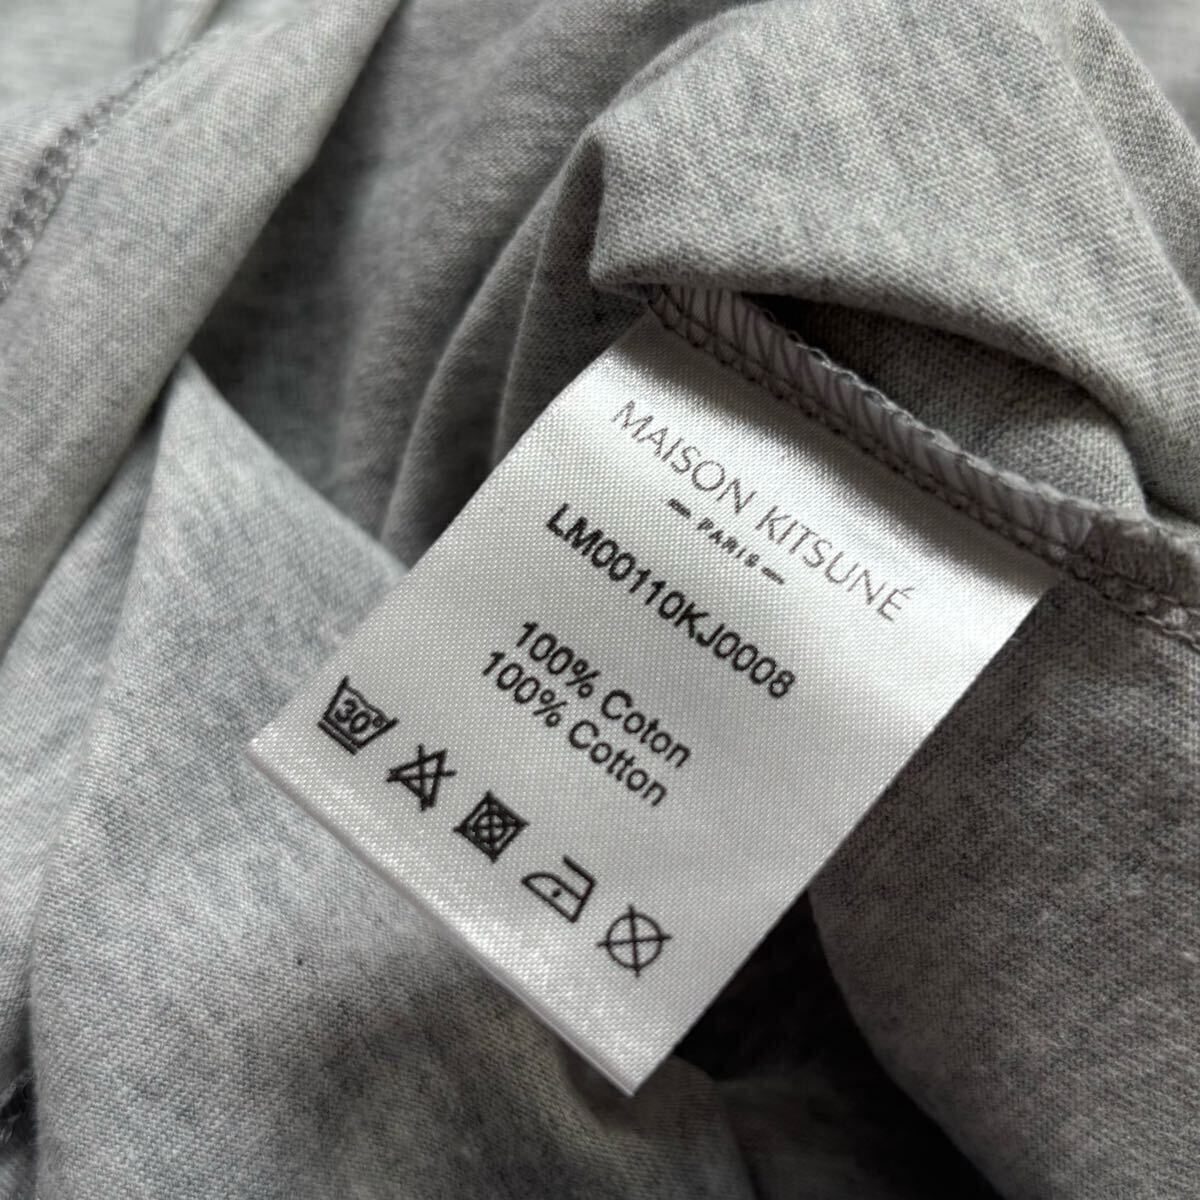 MAISON KITSUNÉ
PARIS
LM00110KJ0008
100% Coton
100% Cotton
30°